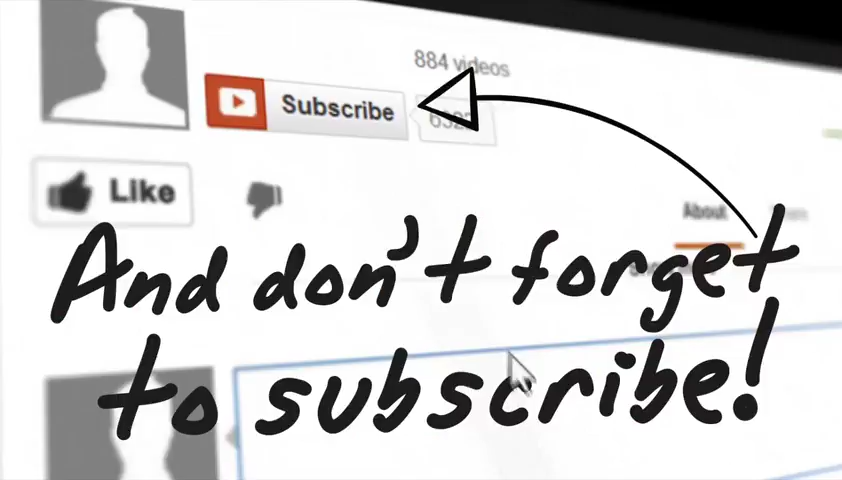 884 videos
Subscribe
Like
About
And don't forget
to subscribe!